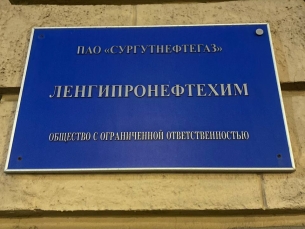 ПАО «СУРГУТНЕФТЕГАЗ»
ЛЕНГИПРОНЕФТЕХИМ
ОБЩЕСТВО С ОГРАНИЧЕННОЙ ОТВЕТСТВЕННОСТЬЮ